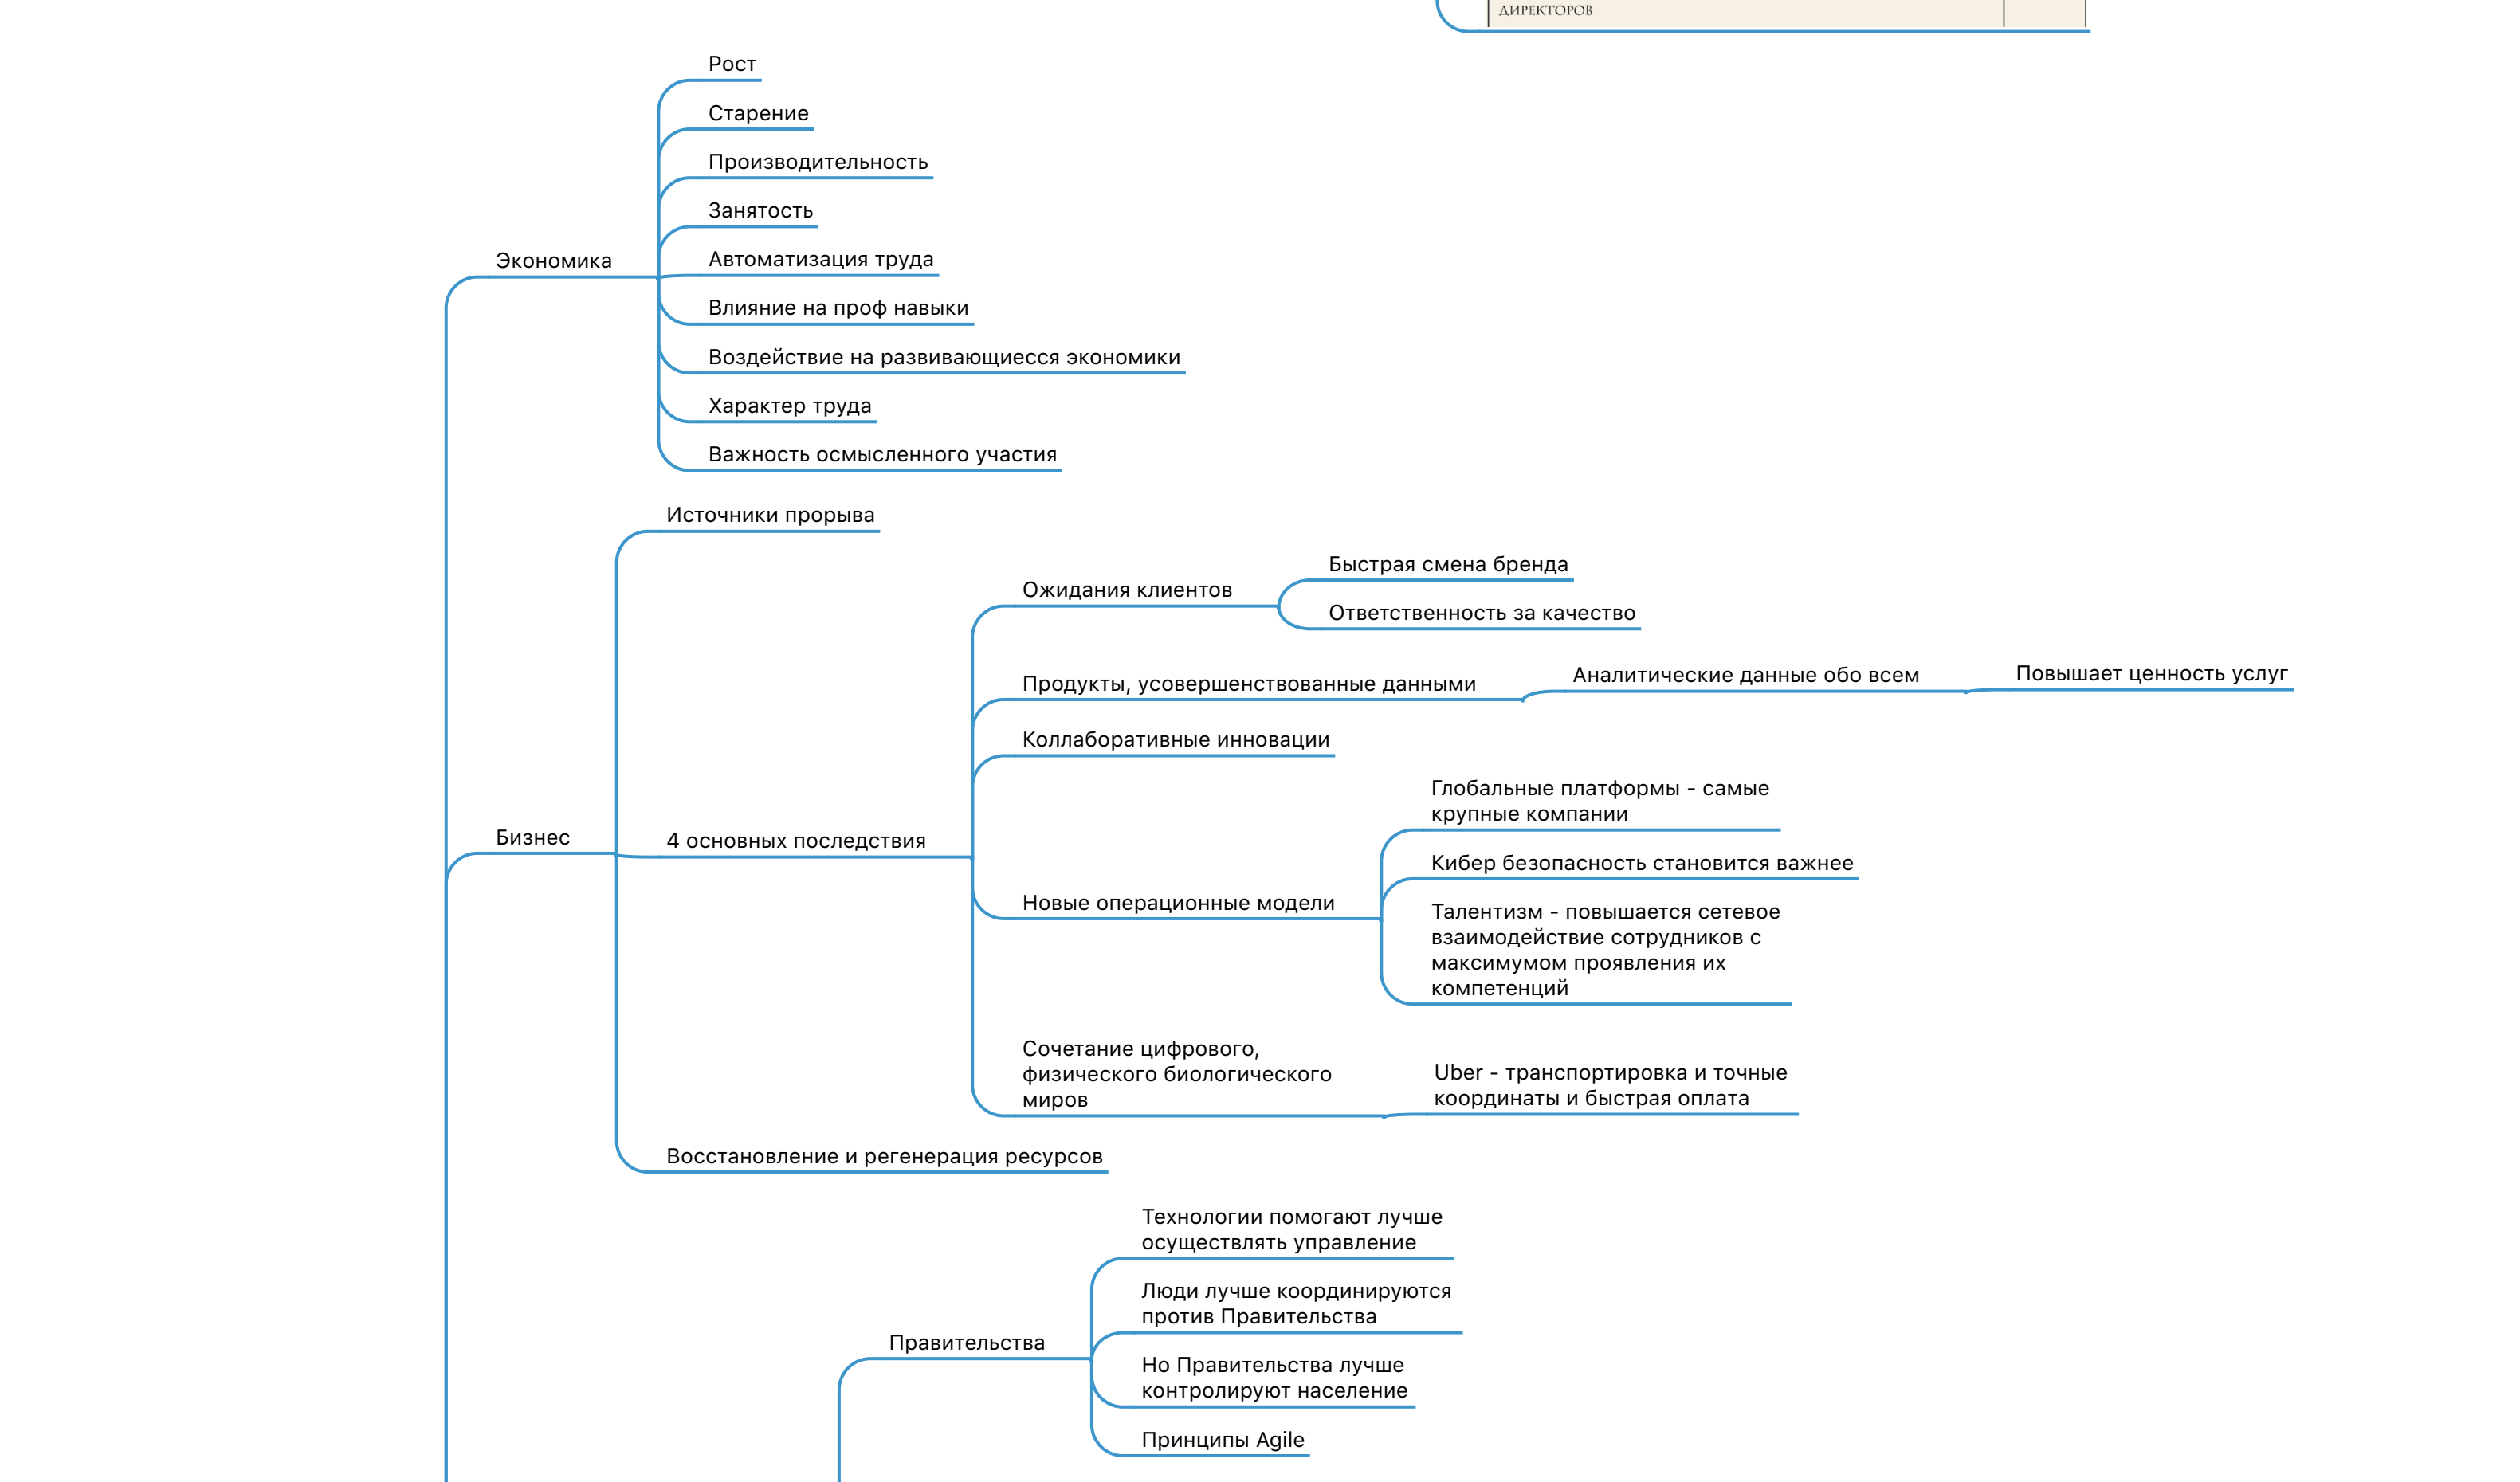 ДИРЕКТОРОВ
Экономика
Рост
Старение
Производительность
Занятость
Автоматизация труда
Влияние на проф навыки
Воздействие на развивающиесся экономики
Характер труда
Важность осмысленного участия
Бизнес
Источники прорыва
4 основных последствия
Ожидания клиентов
Быстрая смена бренда
Ответственность за качество
Продукты, усовершенствованные данными
Аналитические данные обо всем
Повышает ценность услуг
Коллаборативные инновации
Новые операционные модели
Глобальные платформы - самые
крупные компании
Кибер безопасность становится важнее
Талентизм - повышается сетевое
взаимодействие сотрудников с
максимумом проявления их
компетенций
Сочетание цифрового,
физического биологического
миров
Uber - транспортировка и точные
координаты и быстрая оплата
Восстановление и регенерация ресурсов
Правительства
Технологии помогают лучше
осуществлять управление
Люди лучше координируются
против Правительства
Но Правительства лучше
контролируют население
Принципы Agile